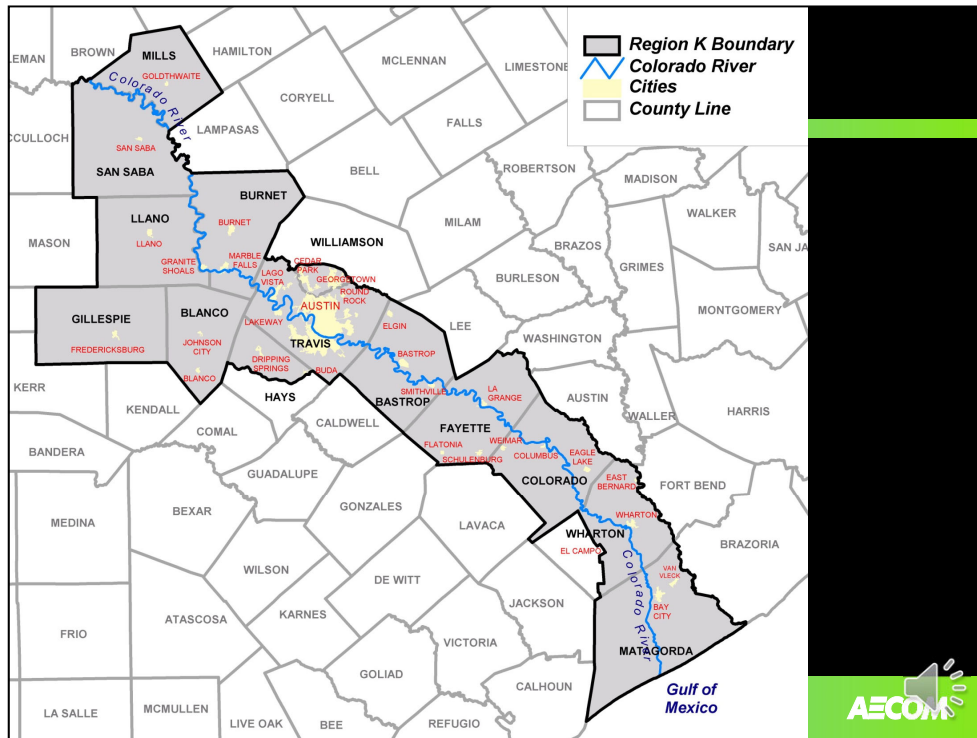 Region K Boundary
Colorado River
Cities
County Line
LEMAN
BROWN
MILLS
HAMILTON
MCLENNAN
LIMESTONE
GOLDTHWAITE
Colorado River
CORYELL
FALLS
CCULLOCH
LAMPASAS
SAN SABA
SAN SABA
BELL
ROBERTSON
MADISON
BURNET
MILAM
WALKER
LLANO
BURNET
WILLIAMSON
BRAZOS
SAN JA
MASON
LLANO
GRANITE
SHOALS
MARBLE
FALLS
CEDAR
PARK
LAGO
VISTA
GEORGETOWN
ROUND
ROCK
BURLESON
GRIMES
AUSTIN
MONTGOMERY
GILLESPIE
BLANCO
LAKEWAY
ELGIN
LEE
WASHINGTON
FREDERICKSBURG
JOHNSON
CITY
TRAVIS
DRIPPING
SPRINGS
BUDA
BASTROP
BLANCO
SMITHVILLE
KERR
HAYS
BASTROP
LA
GRANGE
AUSTIN
WALLER
HARRIS
KENDALL
COMAL
CALDWELL
FAYETTE
BANDERA
FLATONIA
SCHULENBURG
WEIMAR
COLUMBUS
EAGLE
LAKE
GUADALUPE
COLORADO
EAST
BERNARD
FORT BEND
MEDINA
BEXAR
GONZALES
LAVACA
WHARTON
WHARTON
EL CAMPO
BRAZORIA
WILSON
DE WITT
Colorado River
VAN
VLECK
BAY
CITY
ATASCOSA
KARNES
JACKSON
FRIO
VICTORIA
MATAGORDA
GOLIAD
CALHOUN
Gulf of
Mexico
LA SALLE
MCMULLEN
LIVE OAK
BEE
REFUGIO
AECOM